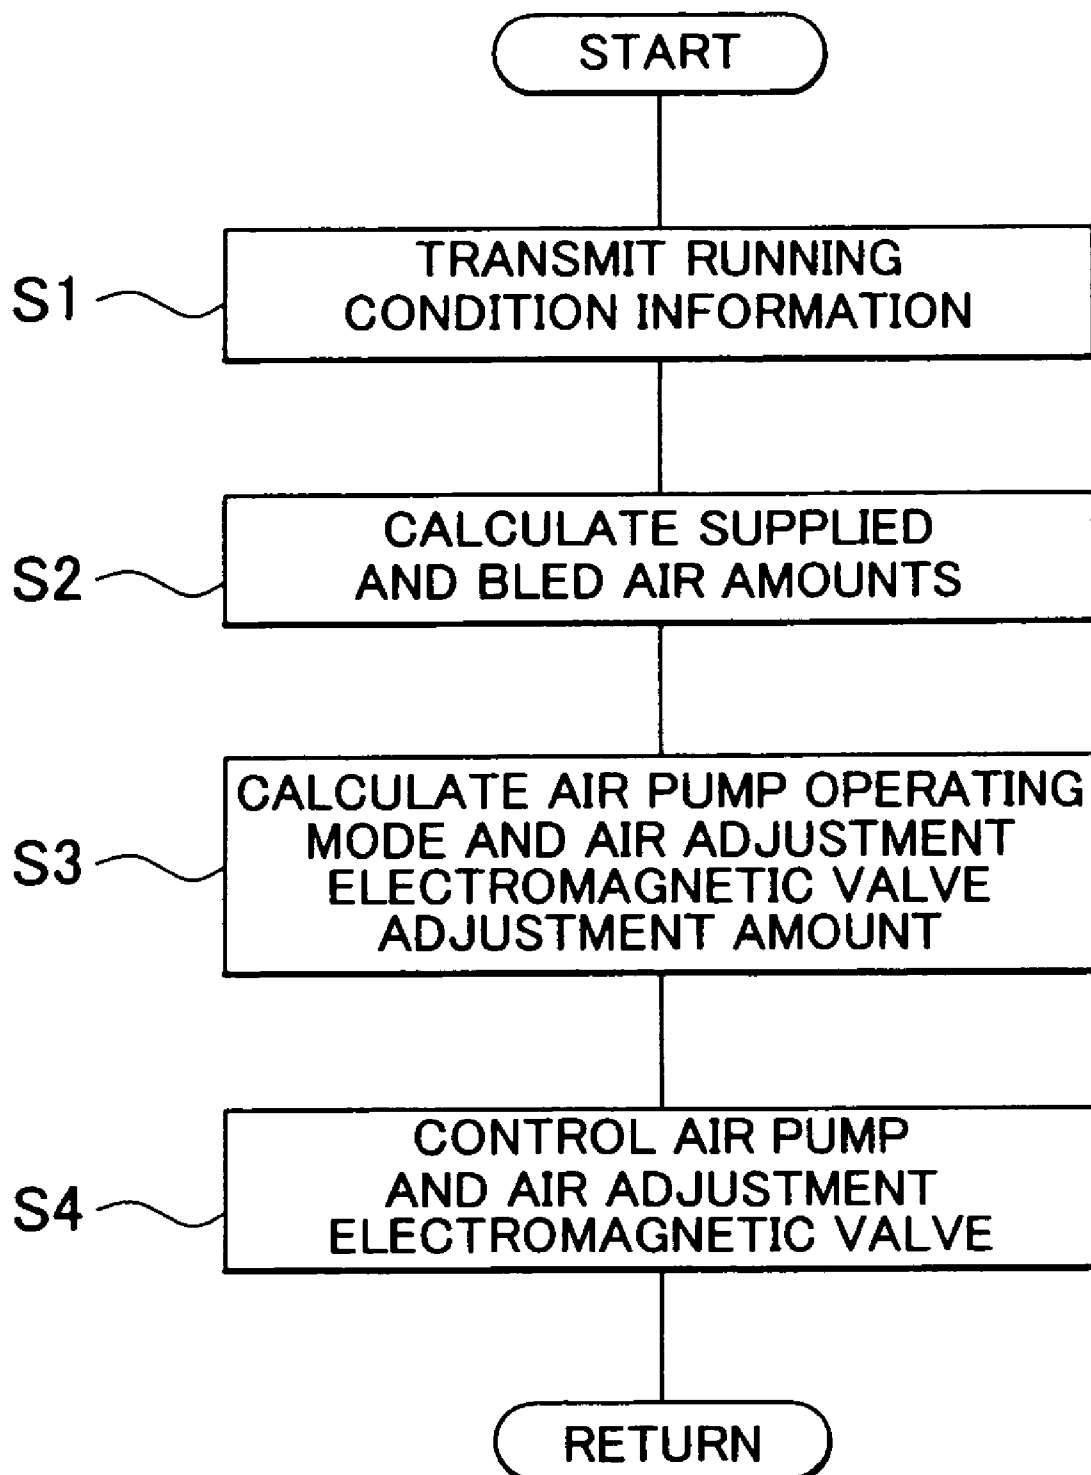 START
S1
TRANSMIT RUNNING
CONDITION INFORMATION
S2
CALCULATE SUPPLIED
AND BLED AIR AMOUNTS
S3
CALCULATE AIR PUMP OPERATING
MODE AND AIR ADJUSTMENT
ELECTROMAGNETIC VALVE
ADJUSTMENT AMOUNT
S4
CONTROL AIR PUMP
AND AIR ADJUSTMENT
ELECTROMAGNETIC VALVE
RETURN